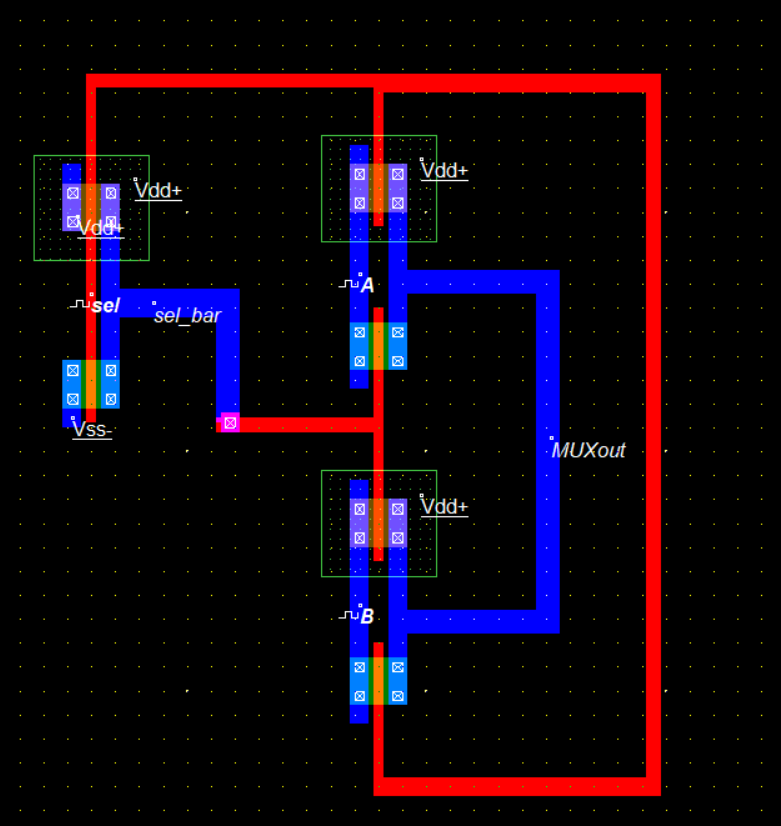 Vdd+
Vdd+
Vdd+
A
sel
sel_bar
Vss-
MUXout
Vdd+
B